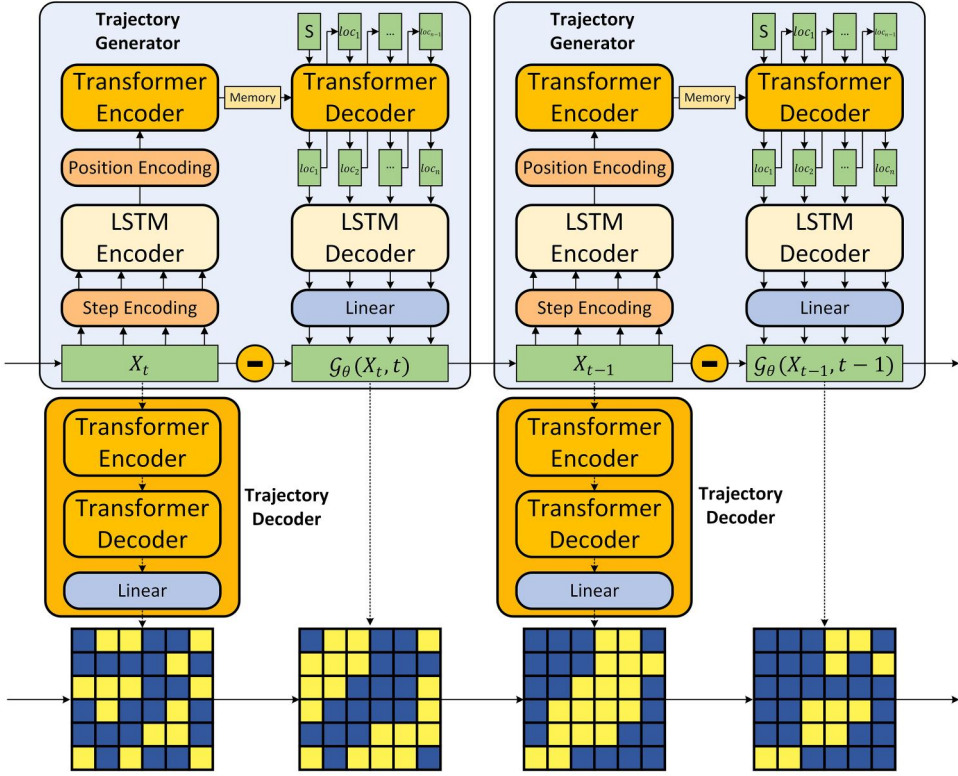 Trajectory
Generator
S
loc₁
...
locₙ₋₁
Transformer
Encoder
Memory
Transformer
Decoder
Position Encoding
loc₁
loc₂
...
locₙ
LSTM
Encoder
LSTM
Decoder
Step Encoding
Linear
Xₜ
-
𝒢_θ(Xₜ, t)
Trajectory
Generator
S
loc₁
...
locₙ₋₁
Transformer
Encoder
Memory
Transformer
Decoder
Position Encoding
loc₁
loc₂
...
locₙ
LSTM
Encoder
LSTM
Decoder
Step Encoding
Linear
Xₜ₋₁
-
𝒢_θ(Xₜ₋₁, t − 1)
Transformer
Encoder
Transformer
Decoder
Linear
Trajectory
Decoder
Transformer
Encoder
Transformer
Decoder
Linear
Trajectory
Decoder